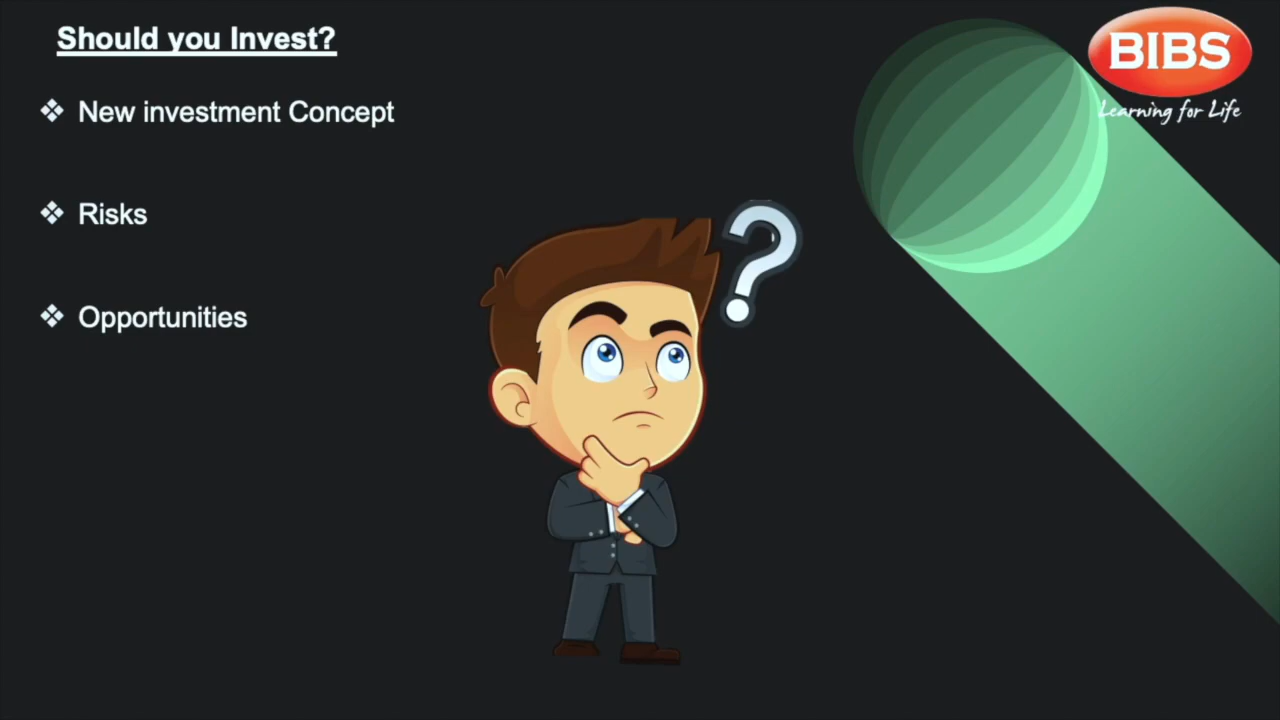 Should you Invest?
❖ New investment Concept
❖ Risks
❖ Opportunities
?
BIBS
Learning for Life